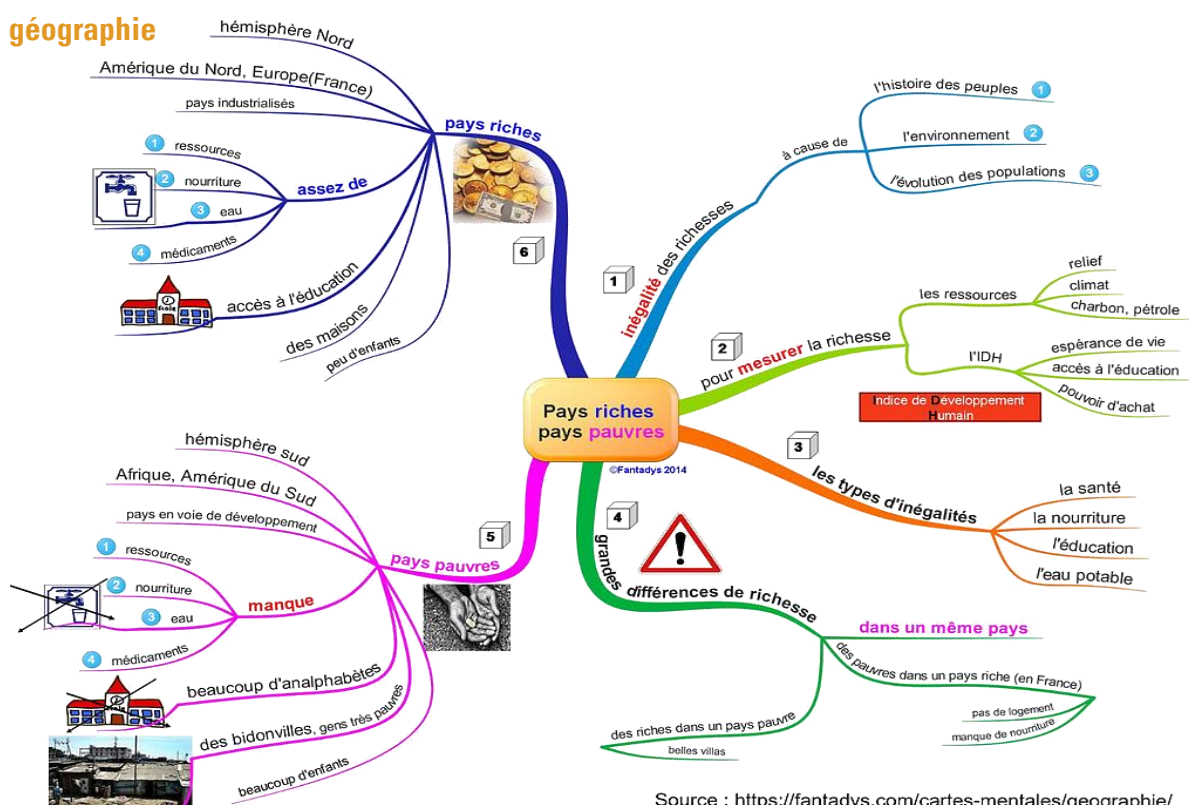 géographie
Pays riches
pays pauvres
©Fantadys 2014
1
inégalité des richesses
à cause de
l'histoire des peuples 1
l'environnement 2
l'évolution des populations 3
2
pour mesurer la richesse
les ressources
relief
climat
charbon, pétrole
l'IDH
espérance de vie
accès à l'éducation
pouvoir d'achat
Indice de Développement
Humain
3
les types d'inégalités
la santé
la nourriture
l'éducation
l'eau potable
4
grandes différences de richesse
dans un même pays
des pauvres dans un pays riche (en France)
pas de logement
manque de nourriture
des riches dans un pays pauvre
belles villas
5
pays pauvres
hémisphère sud
Afrique, Amérique du Sud
pays en voie de développement
manque
1 ressources
2 nourriture
3 eau
4 médicaments
beaucoup d'analphabètes
école
des bidonvilles, gens très pauvres
beaucoup d'enfants
6
pays riches
hémisphère Nord
Amérique du Nord, Europe(France)
pays industrialisés
assez de
1 ressources
2 nourriture
3 eau
4 médicaments
accès à l'éducation
école
des maisons
peu d'enfants
Source : https://fantadys.com/cartes-mentales/geographie/